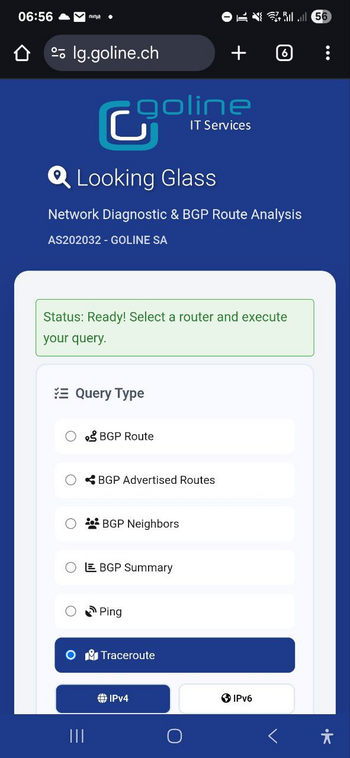 06:56
56
lg.goline.ch
6
goline
IT Services
Looking Glass
Network Diagnostic & BGP Route Analysis
AS202032 - GOLINE SA
Status: Ready! Select a router and execute
your query.
Query Type
BGP Route
BGP Advertised Routes
BGP Neighbors
BGP Summary
Ping
Traceroute
IPv4
IPv6